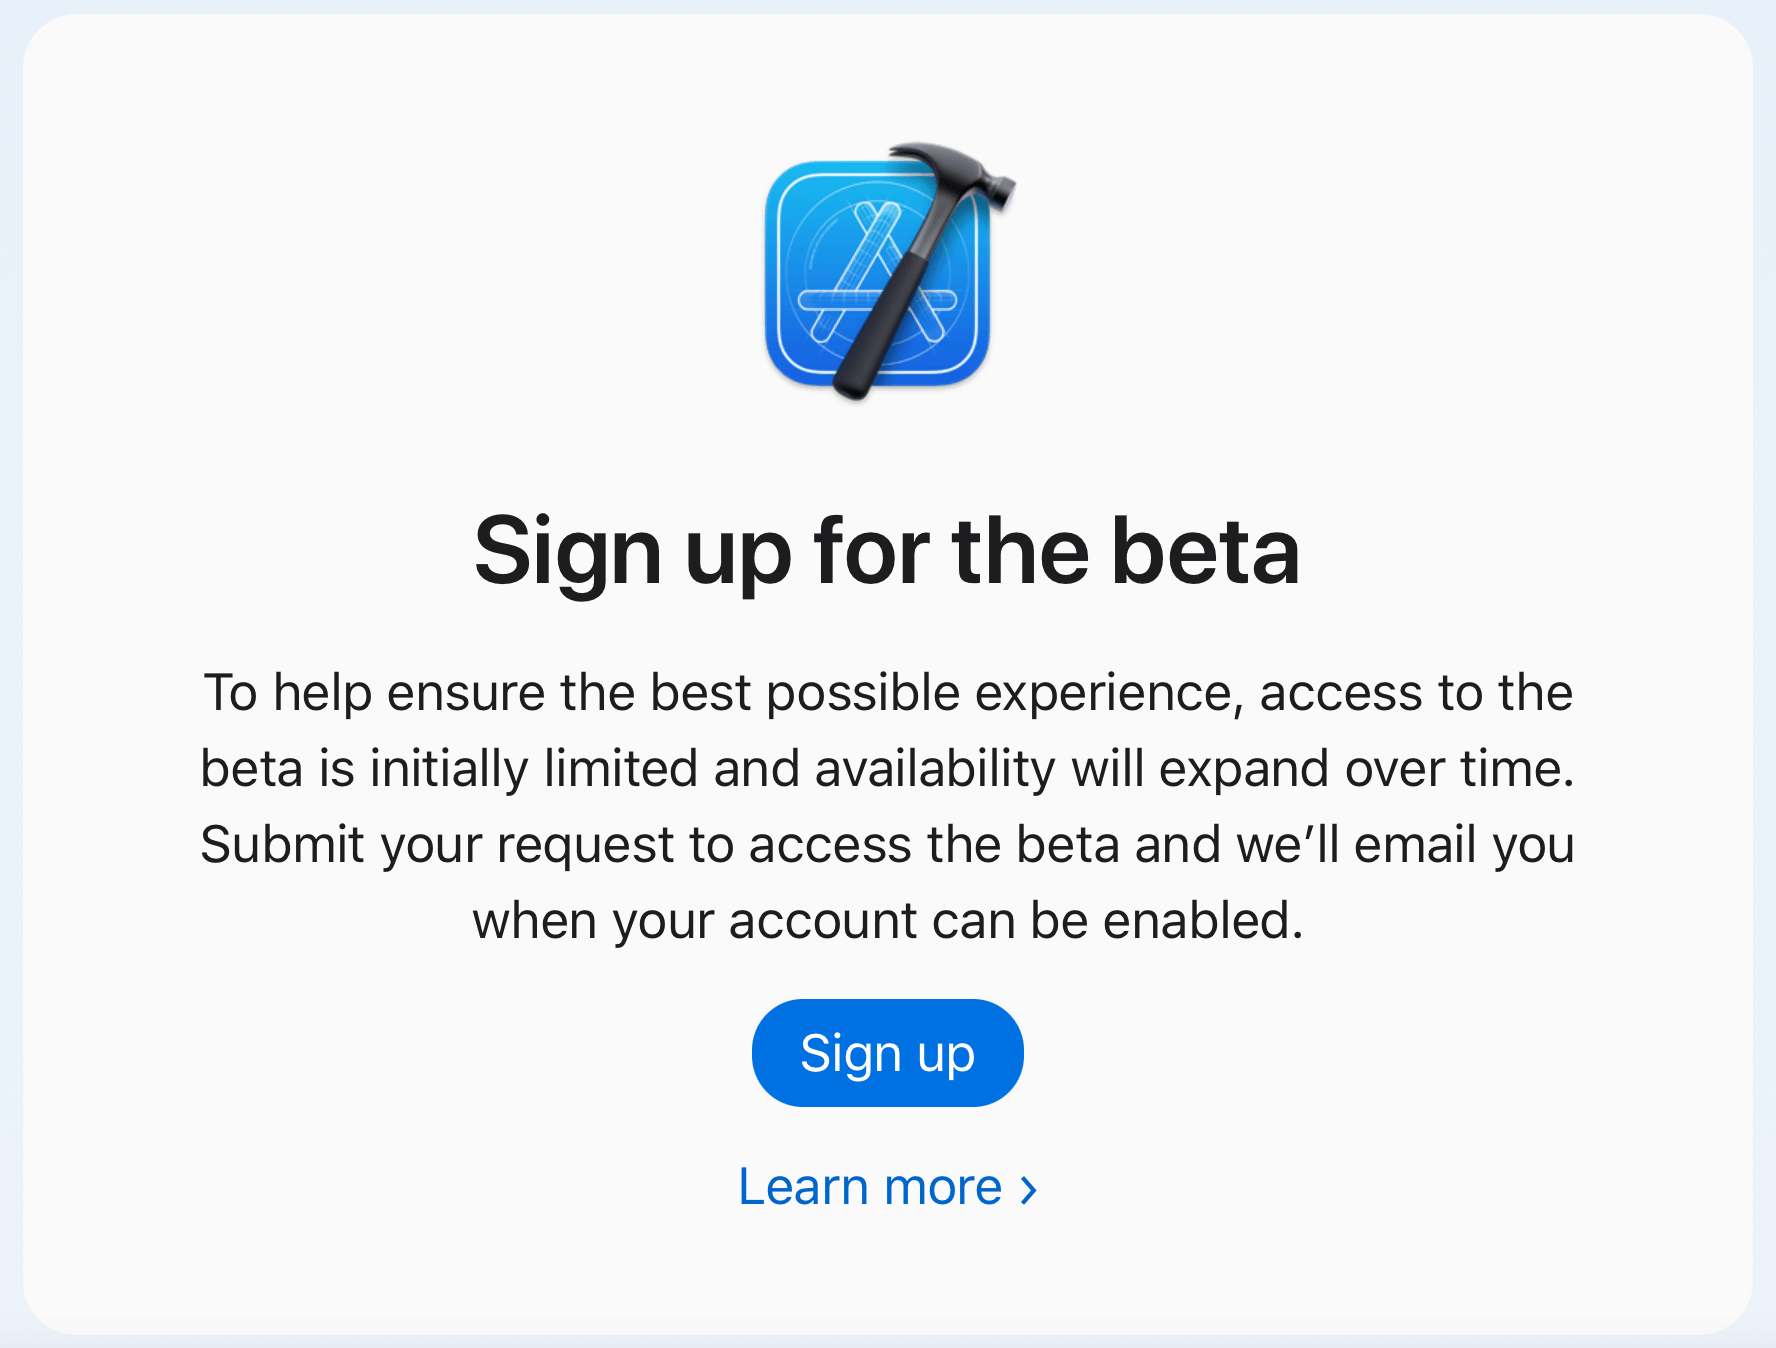 Sign up for the beta
To help ensure the best possible experience, access to the
beta is initially limited and availability will expand over time.
Submit your request to access the beta and we’ll email you
when your account can be enabled.
Sign up
Learn more ›